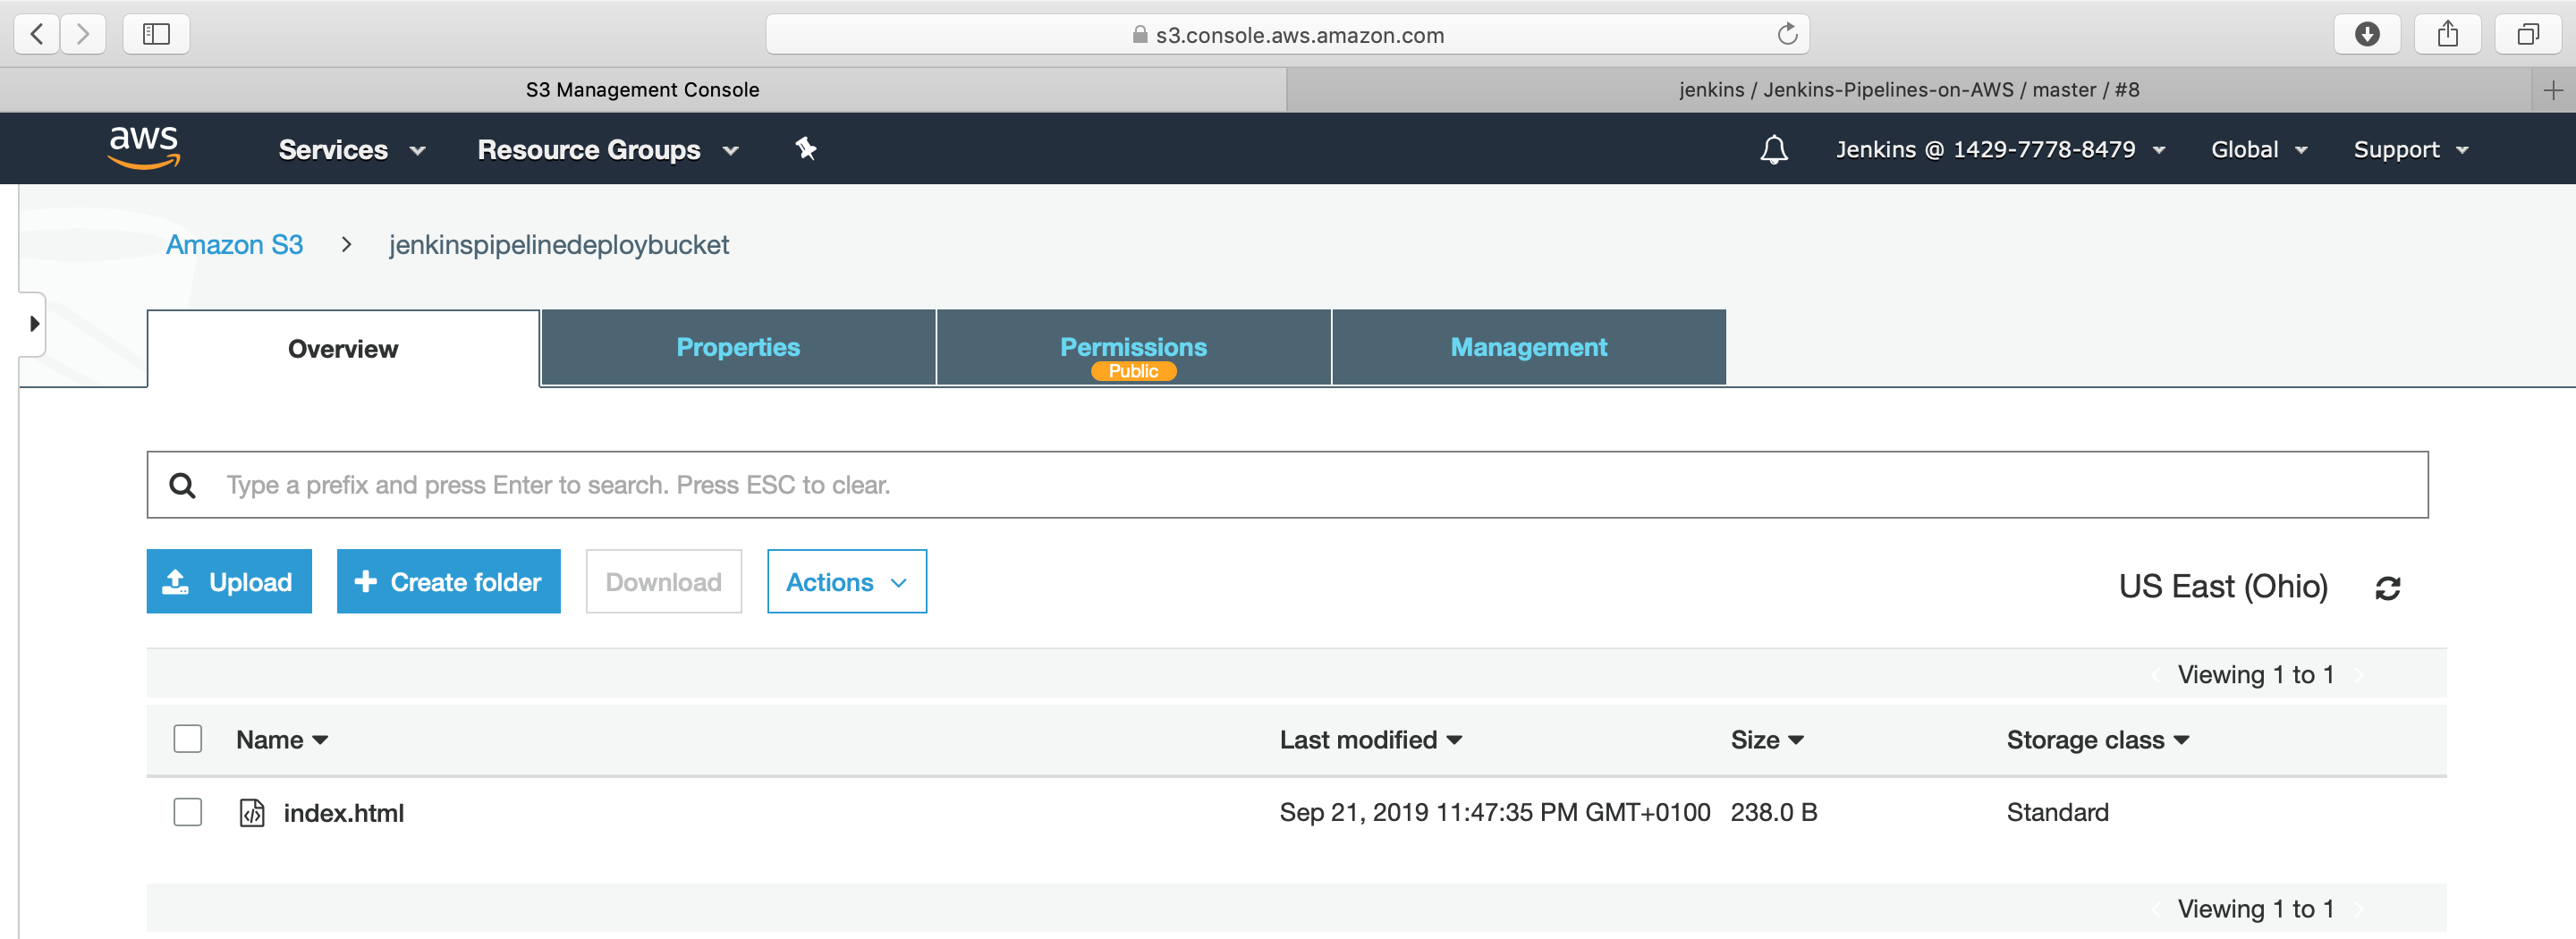 s3.console.aws.amazon.com
S3 Management Console
jenkins / Jenkins-Pipelines-on-AWS / master / #8
aws Services Resource Groups Jenkins @ 1429-7778-8479 Global Support
Amazon S3 > jenkinspipelinedeploybucket
Overview Properties Permissions Management
Public
Type a prefix and press Enter to search. Press ESC to clear.
Upload + Create folder Download Actions US East (Ohio)
Viewing 1 to 1
Name Last modified Size Storage class
index.html Sep 21, 2019 11:47:35 PM GMT+0100 238.0 B Standard
Viewing 1 to 1